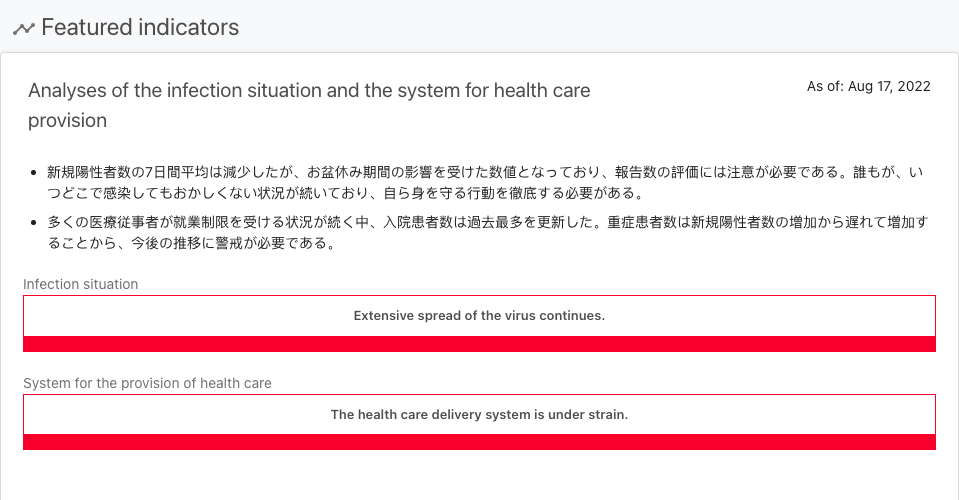 Featured indicators
Analyses of the infection situation and the system for health care
provision
As of: Aug 17, 2022
新規陽性者数の7日間平均は減少したが、お盆休み期間の影響を受けた数値となっており、報告数の評価には注意が必要である。誰もが、い
つどこで感染してもおかしくない状況が続いており、自ら身を守る行動を徹底する必要がある。
多くの医療従事者が就業制限を受ける状況が続く中、入院患者数は過去最多を更新した。重症患者数は新規陽性者数の増加から遅れて増加す
ることから、今後の推移に警戒が必要である。
Infection situation
Extensive spread of the virus continues.
System for the provision of health care
The health care delivery system is under strain.